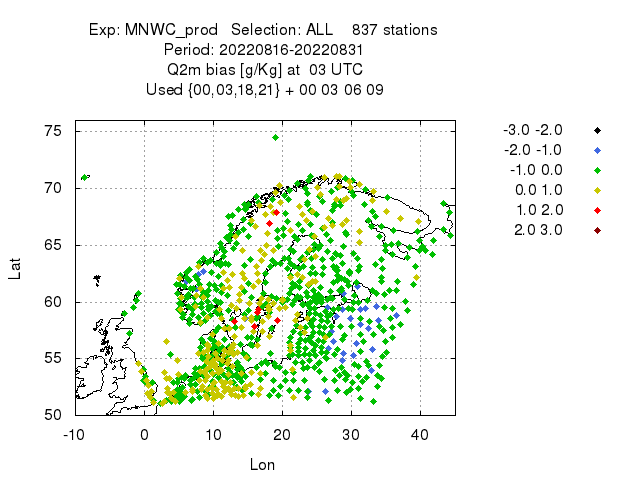 Exp: MNWC_prod   Selection: ALL    837 stations
Period: 20220816-20220831
Q2m bias [g/Kg] at  03 UTC
Used {00,03,18,21} + 00 03 06 09
-3.0 -2.0
-2.0 -1.0
-1.0 0.0
0.0 1.0
1.0 2.0
2.0 3.0
75
70
65
60
55
50
Lat
-10 0 10 20 30 40
Lon